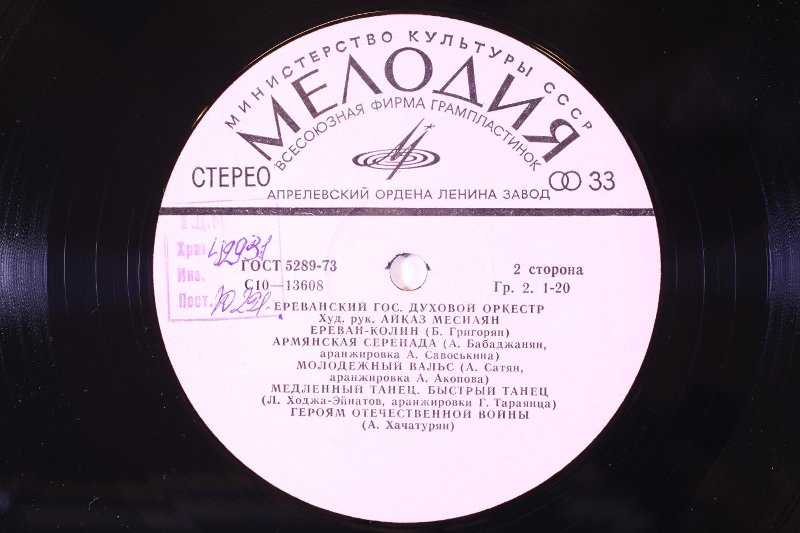 МИНИСТЕРСТВО КУЛЬТУРЫ СССР
МЕЛОДИЯ
ВСЕСОЮЗНАЯ ФИРМА ГРАМПЛАСТИНОК
СТЕРЕО
33
АПРЕЛЕВСКИЙ ОРДЕНА ЛЕНИНА ЗАВОД
Инв.
Пост.
ГОСТ 5289-73
2 сторона
С10—13608
Гр. 2. 1-20
ЕРЕВАНСКИЙ ГОС. ДУХОВОЙ ОРКЕСТР
Худ. рук. АЙКАЗ МЕСИАЯН
ЕРЕВАН-КОЛИН (Б. Григорян)
АРМЯНСКАЯ СЕРЕНАДА (А. Бабаджанян,
аранжировка А. Савоськина)
МОЛОДЕЖНЫЙ ВАЛЬС (А. Сатян,
аранжировка А. Акопова)
МЕДЛЕННЫЙ ТАНЕЦ. БЫСТРЫЙ ТАНЕЦ
(Л. Ходжа-Эйнатов, аранжировки Г. Тараянца)
ГЕРОЯМ ОТЕЧЕСТВЕННОЙ ВОЙНЫ
(А. Хачатурян)